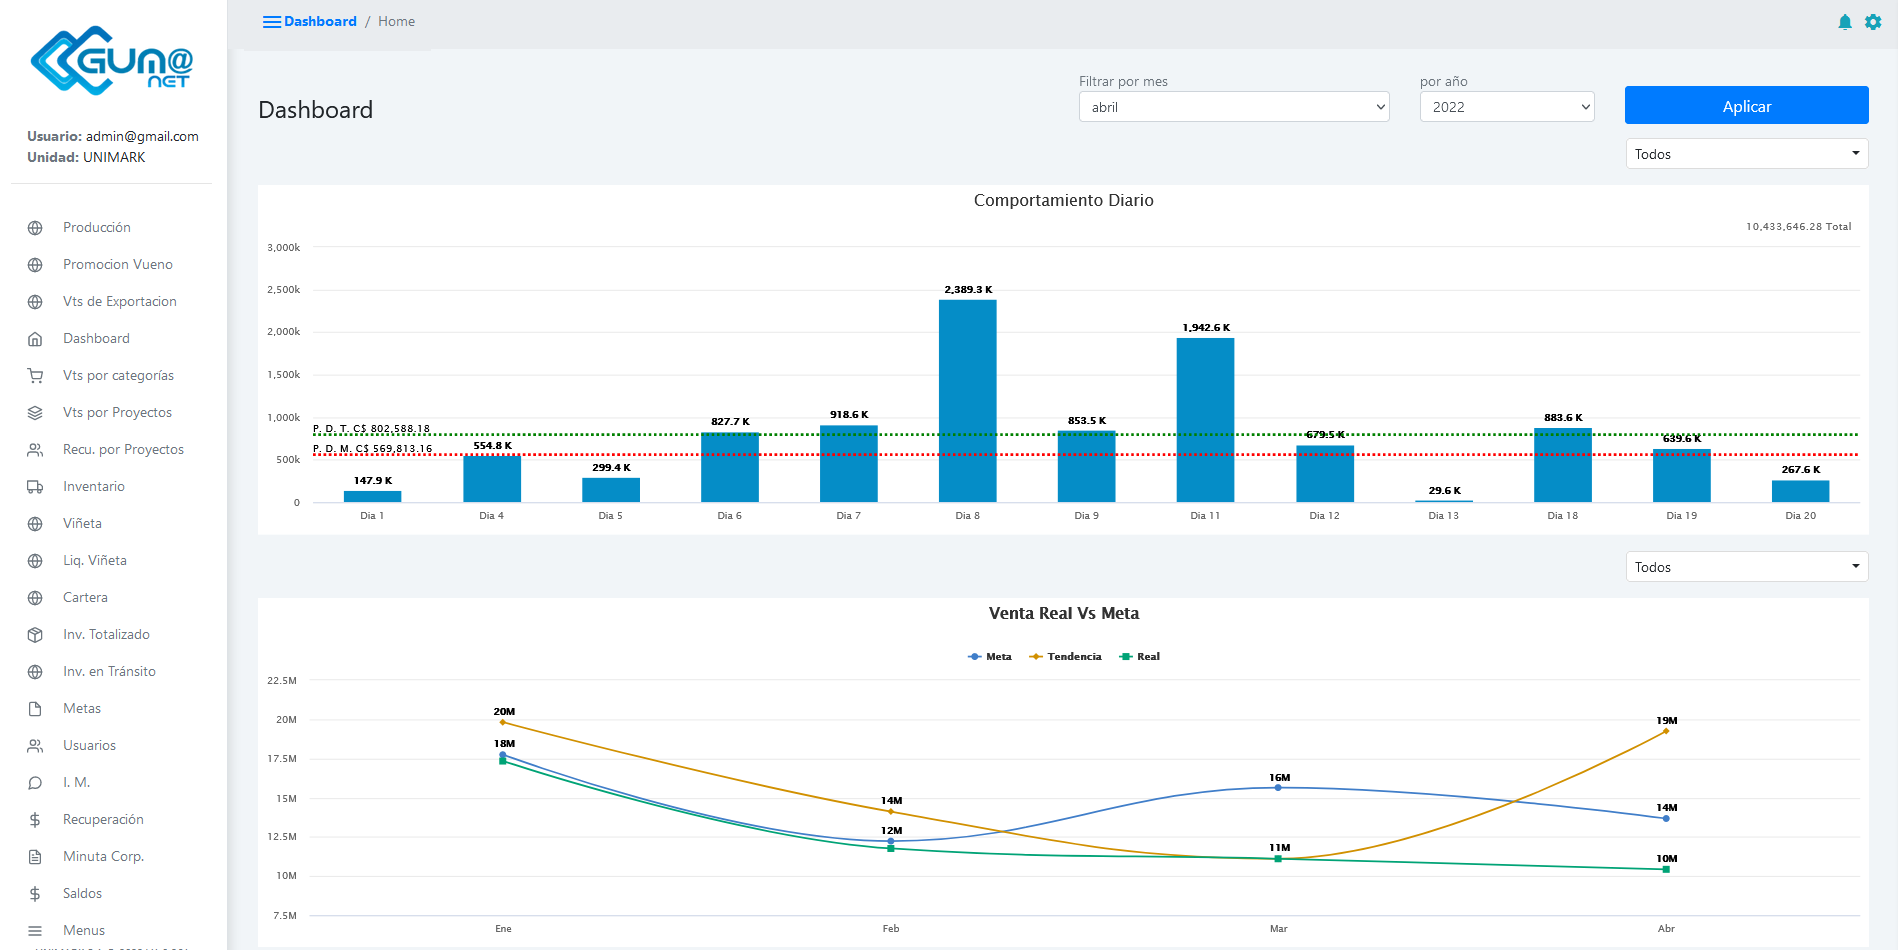 GUM@
NET
Usuario: admin@gmail.com
Unidad: UNIMARK
Producción
Promocion Vueno
Vts de Exportacion
Dashboard
Vts por categorías
Vts por Proyectos
Recu. por Proyectos
Inventario
Viñeta
Liq. Viñeta
Cartera
Inv. Totalizado
Inv. en Tránsito
Metas
Usuarios
I. M.
Recuperación
Minuta Corp.
Saldos
Menus
Dashboard / Home
Dashboard
Filtrar por mes
abril
por año
2022
Aplicar
Todos
Comportamiento Diario
10,433,646.28 Total
3,000k
2,500k
2,000k
1,500k
1,000k
500k
0
P. D. T. C$ 802,588.18
P. D. M. C$ 569,813.16
147.9 K
554.8 K
299.4 K
827.7 K
918.6 K
2,389.3 K
853.5 K
1,942.6 K
679.5 K
29.6 K
883.6 K
639.6 K
267.6 K
Dia 1
Dia 4
Dia 5
Dia 6
Dia 7
Dia 8
Dia 9
Dia 11
Dia 12
Dia 13
Dia 18
Dia 19
Dia 20
Todos
Venta Real Vs Meta
Meta Tendencia Real
22.5M
20M
17.5M
15M
12.5M
10M
7.5M
20M
18M
14M
12M
16M
11M
19M
14M
10M
Ene
Feb
Mar
Abr